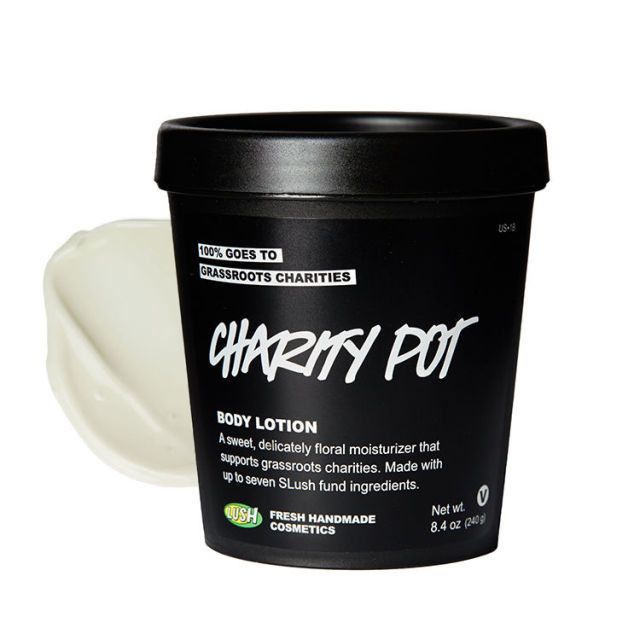 US•18
100% GOES TO
GRASSROOTS CHARITIES
CHARITY POT
BODY LOTION
A sweet, delicately floral moisturizer that
supports grassroots charities. Made with
up to seven SLush fund ingredients.
LUSH
FRESH HANDMADE
COSMETICS
Net wt.
8.4 oz (240 g)
V